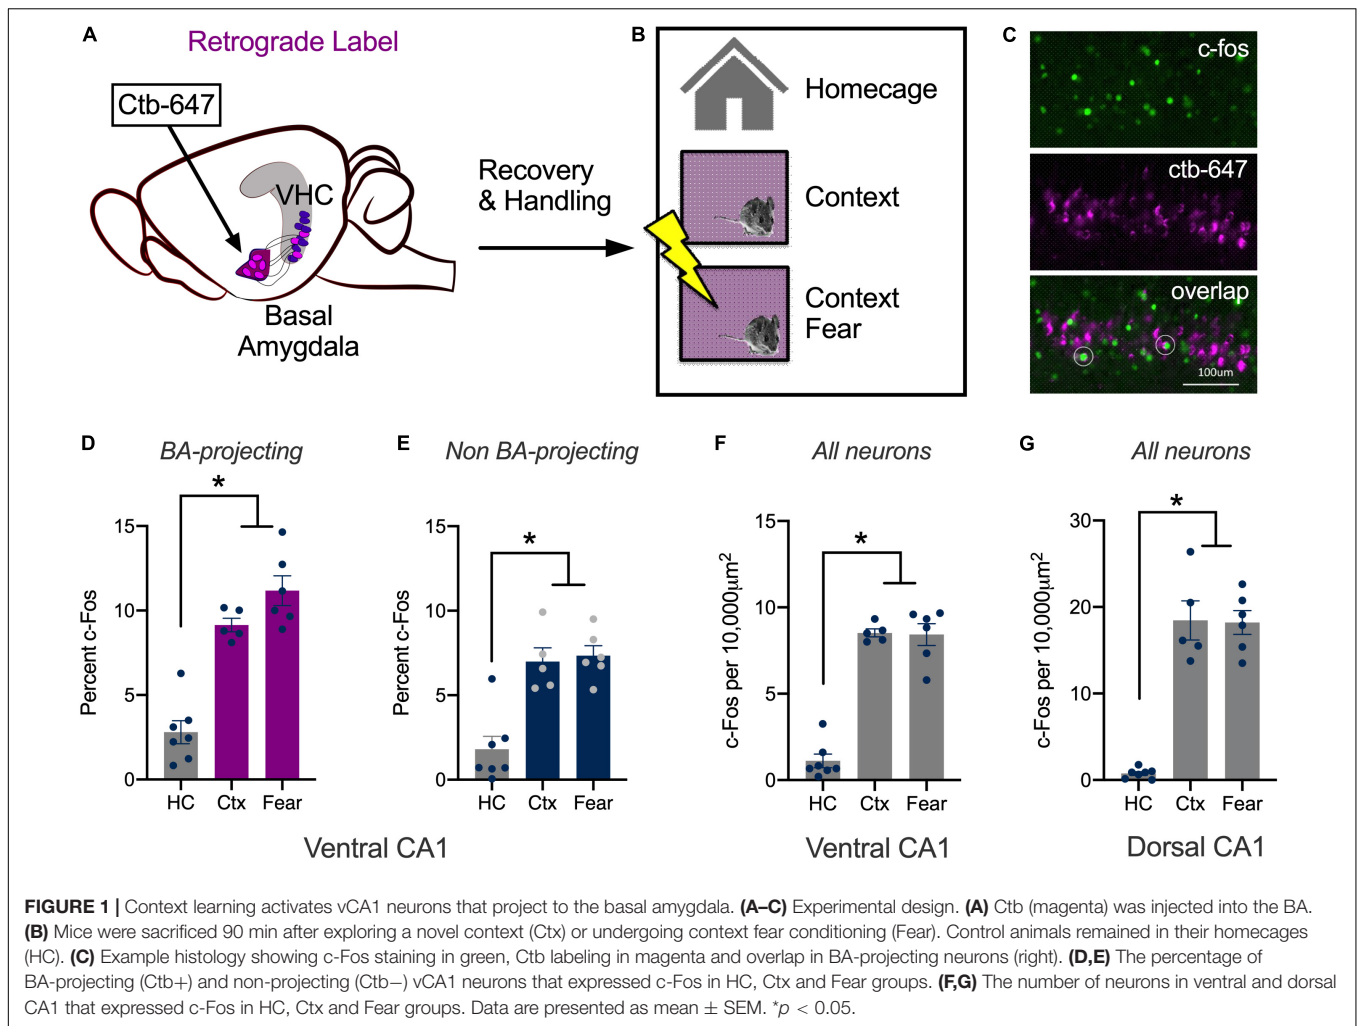 A
Retrograde Label
Ctb-647
VHC
Basal
Amygdala
Recovery
& Handling
B
Homecage
Context
Context
Fear
C
c-fos
ctb-647
overlap
100um
D
BA-projecting
*
Percent c-Fos
15
10
5
0
HC
Ctx
Fear
E
Non BA-projecting
*
Percent c-Fos
15
10
5
0
HC
Ctx
Fear
Ventral CA1
F
All neurons
*
c-Fos per 10,000µm²
15
10
5
0
HC
Ctx
Fear
Ventral CA1
G
All neurons
*
c-Fos per 10,000µm²
30
20
10
0
HC
Ctx
Fear
Dorsal CA1
FIGURE 1 | Context learning activates vCA1 neurons that project to the basal amygdala. (A–C) Experimental design. (A) Ctb (magenta) was injected into the BA.
(B) Mice were sacrificed 90 min after exploring a novel context (Ctx) or undergoing context fear conditioning (Fear). Control animals remained in their homecages
(HC). (C) Example histology showing c-Fos staining in green, Ctb labeling in magenta and overlap in BA-projecting neurons (right). (D,E) The percentage of
BA-projecting (Ctb+) and non-projecting (Ctb−) vCA1 neurons that expressed c-Fos in HC, Ctx and Fear groups. (F,G) The number of neurons in ventral and dorsal
CA1 that expressed c-Fos in HC, Ctx and Fear groups. Data are presented as mean ± SEM. *p < 0.05.